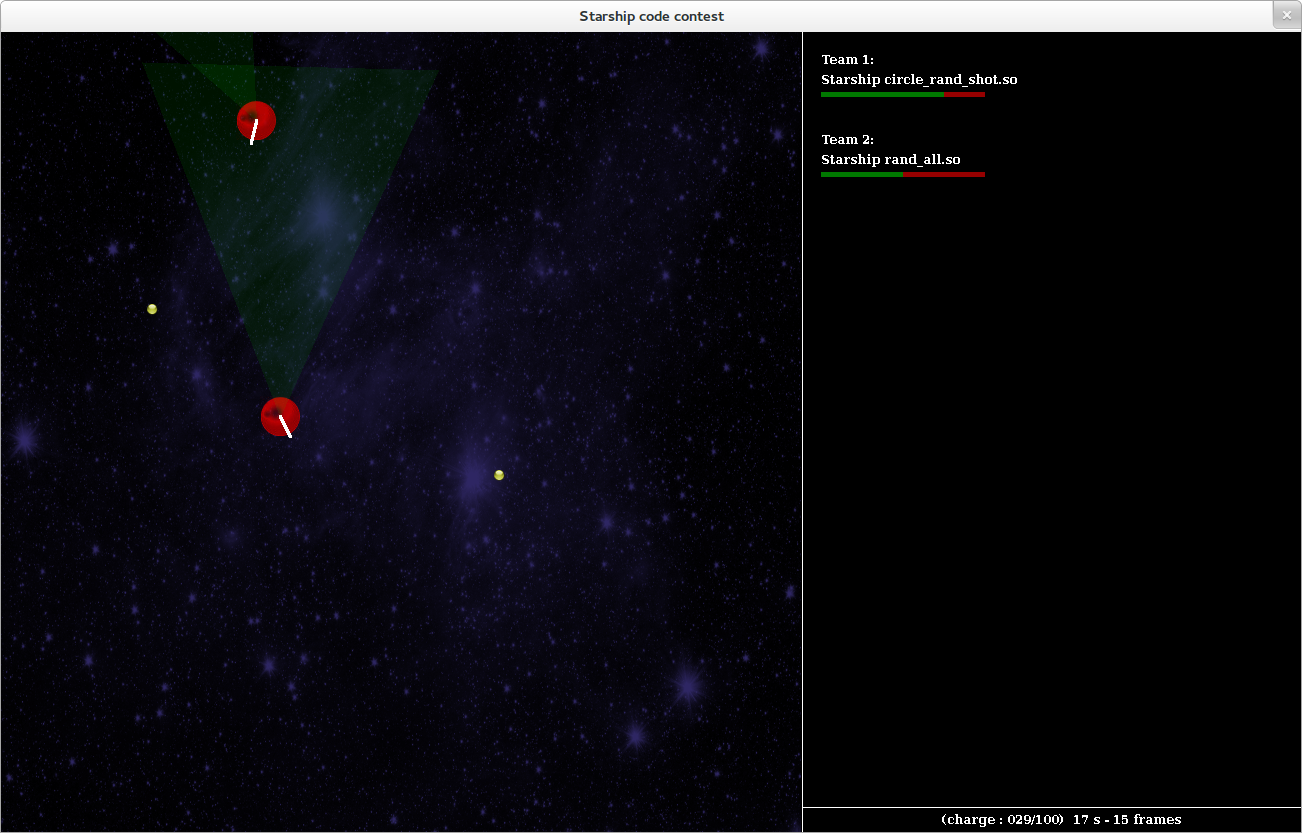 Starship code contest
Team 1:
Starship circle_rand_shot.so
Team 2:
Starship rand_all.so
(charge : 029/100) 17 s - 15 frames